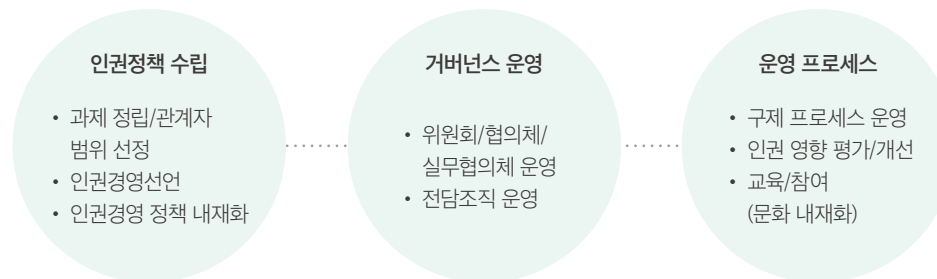 인권정책 수립
• 과제 정립/관계자
범위 선정
• 인권경영선언
• 인권경영 정책 내재화
거버넌스 운영
• 위원회/협의체/
실무협의체 운영
• 전담조직 운영
운영 프로세스
• 구제 프로세스 운영
• 인권 영향 평가/개선
• 교육/참여
(문화 내재화)